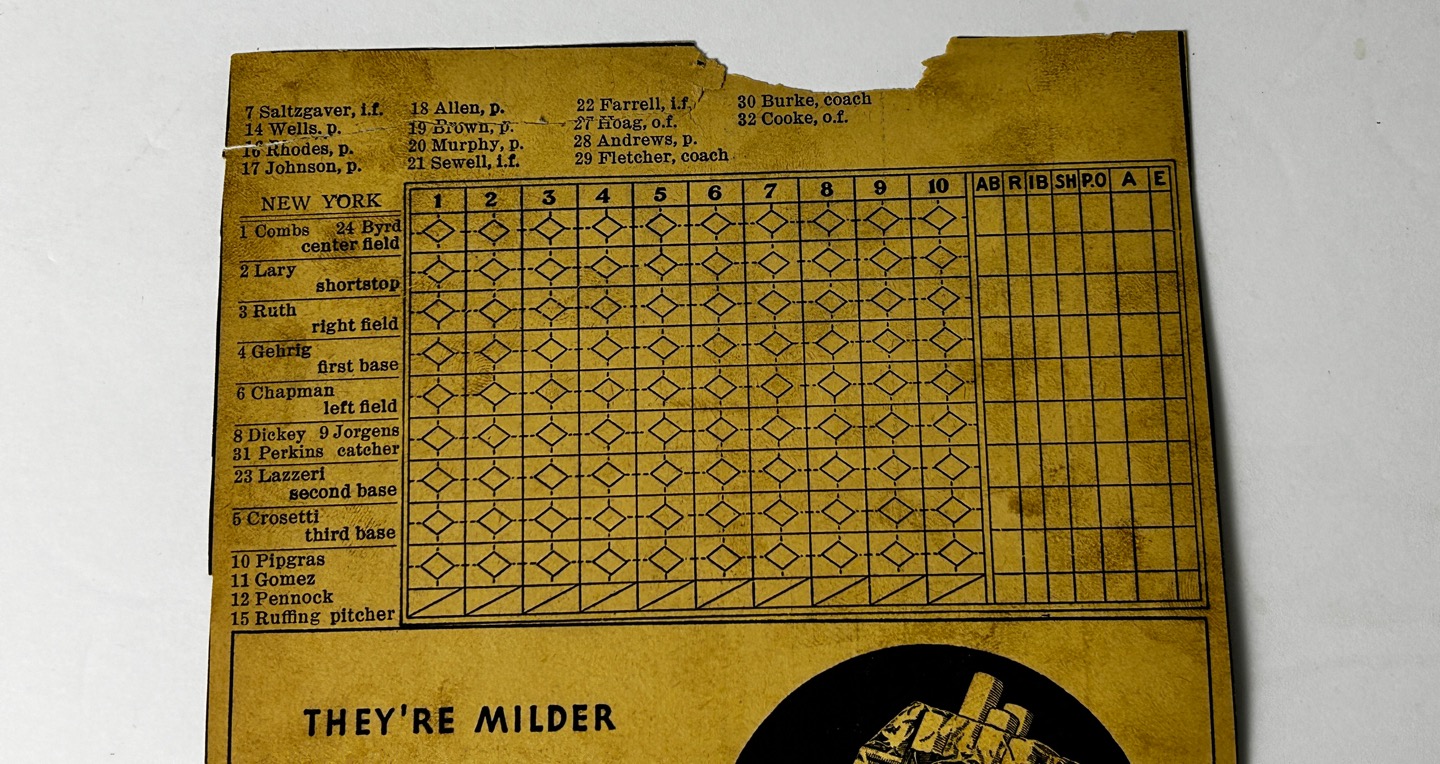 7 Saltzgaver, i.f. 18 Allen, p. 22 Farrell, i.f. 30 Burke, coach
14 Wells. p. 19 Brown, p. 27 Hoag, o.f. 32 Cooke, o.f.
16 Rhodes, p. 20 Murphy, p. 28 Andrews, p.
17 Johnson, p. 21 Sewell, i.f. 29 Fletcher, coach
NEW YORK 1 2 3 4 5 6 7 8 9 10 AB R IB SH P.O A E
1 Combs 24 Byrd
center field
2 Lary
shortstop
3 Ruth
right field
4 Gehrig
first base
6 Chapman
left field
8 Dickey 9 Jorgens
31 Perkins catcher
23 Lazzeri
second base
5 Crosetti
third base
10 Pipgras
11 Gomez
12 Pennock
15 Ruffing pitcher
THEY'RE MILDER